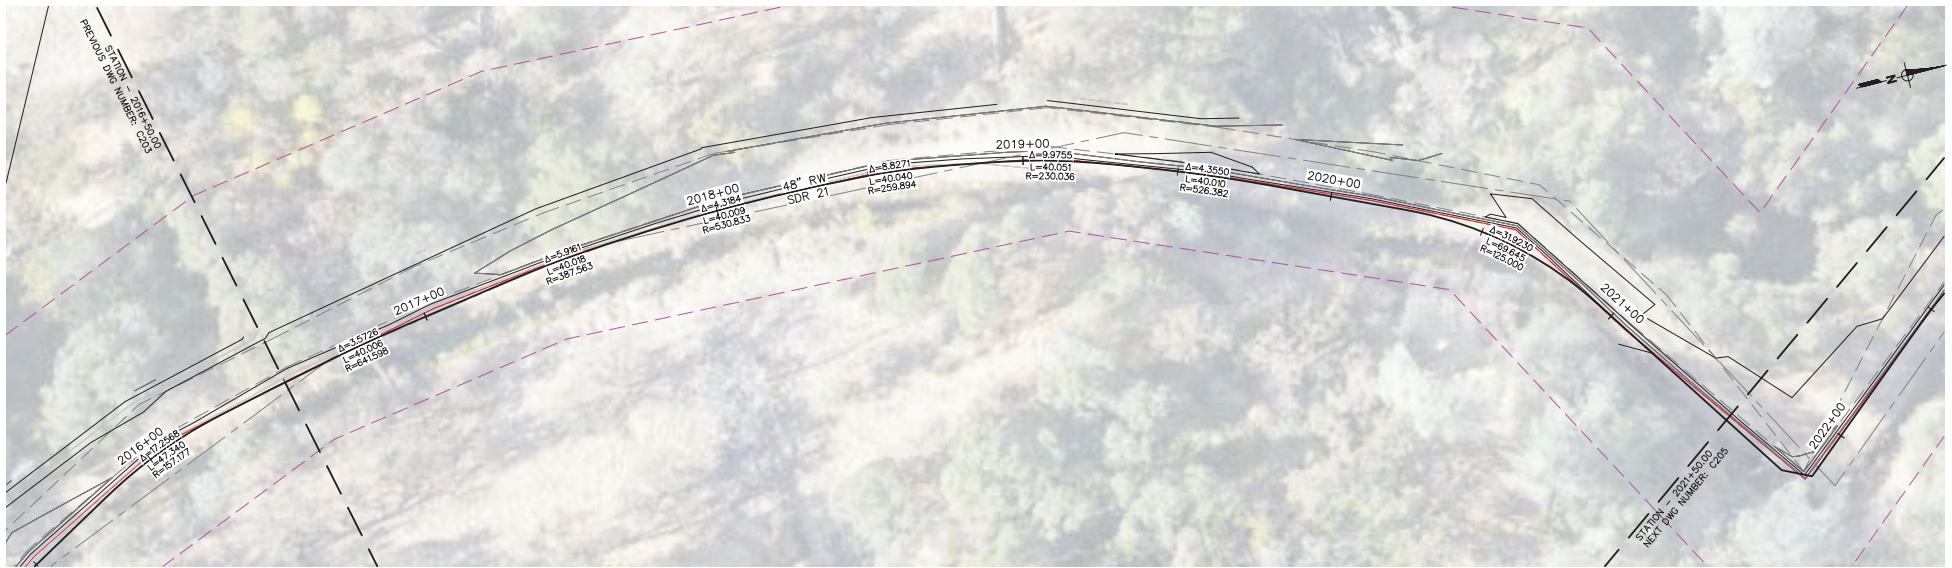 STATION - 2016+50.00
PREVIOUS DWG NUMBER: C203
2016+00
Δ=17.2568
L=47.340
R=157.177
Δ=3.5726
L=40.006
R=641.598
2017+00
Δ=5.9161
L=40.018
R=387.563
2018+00
Δ=4.3184
L=40.009
R=530.833
48" RW
SDR 21
Δ=8.8271
L=40.040
R=259.894
2019+00
Δ=9.9755
L=40.051
R=230.036
Δ=4.3550
L=40.010
R=526.382
2020+00
Δ=31.9230
L=69.645
R=125.000
2021+00
STATION - 2021+50.00
NEXT DWG NUMBER: C205
2022+00
N